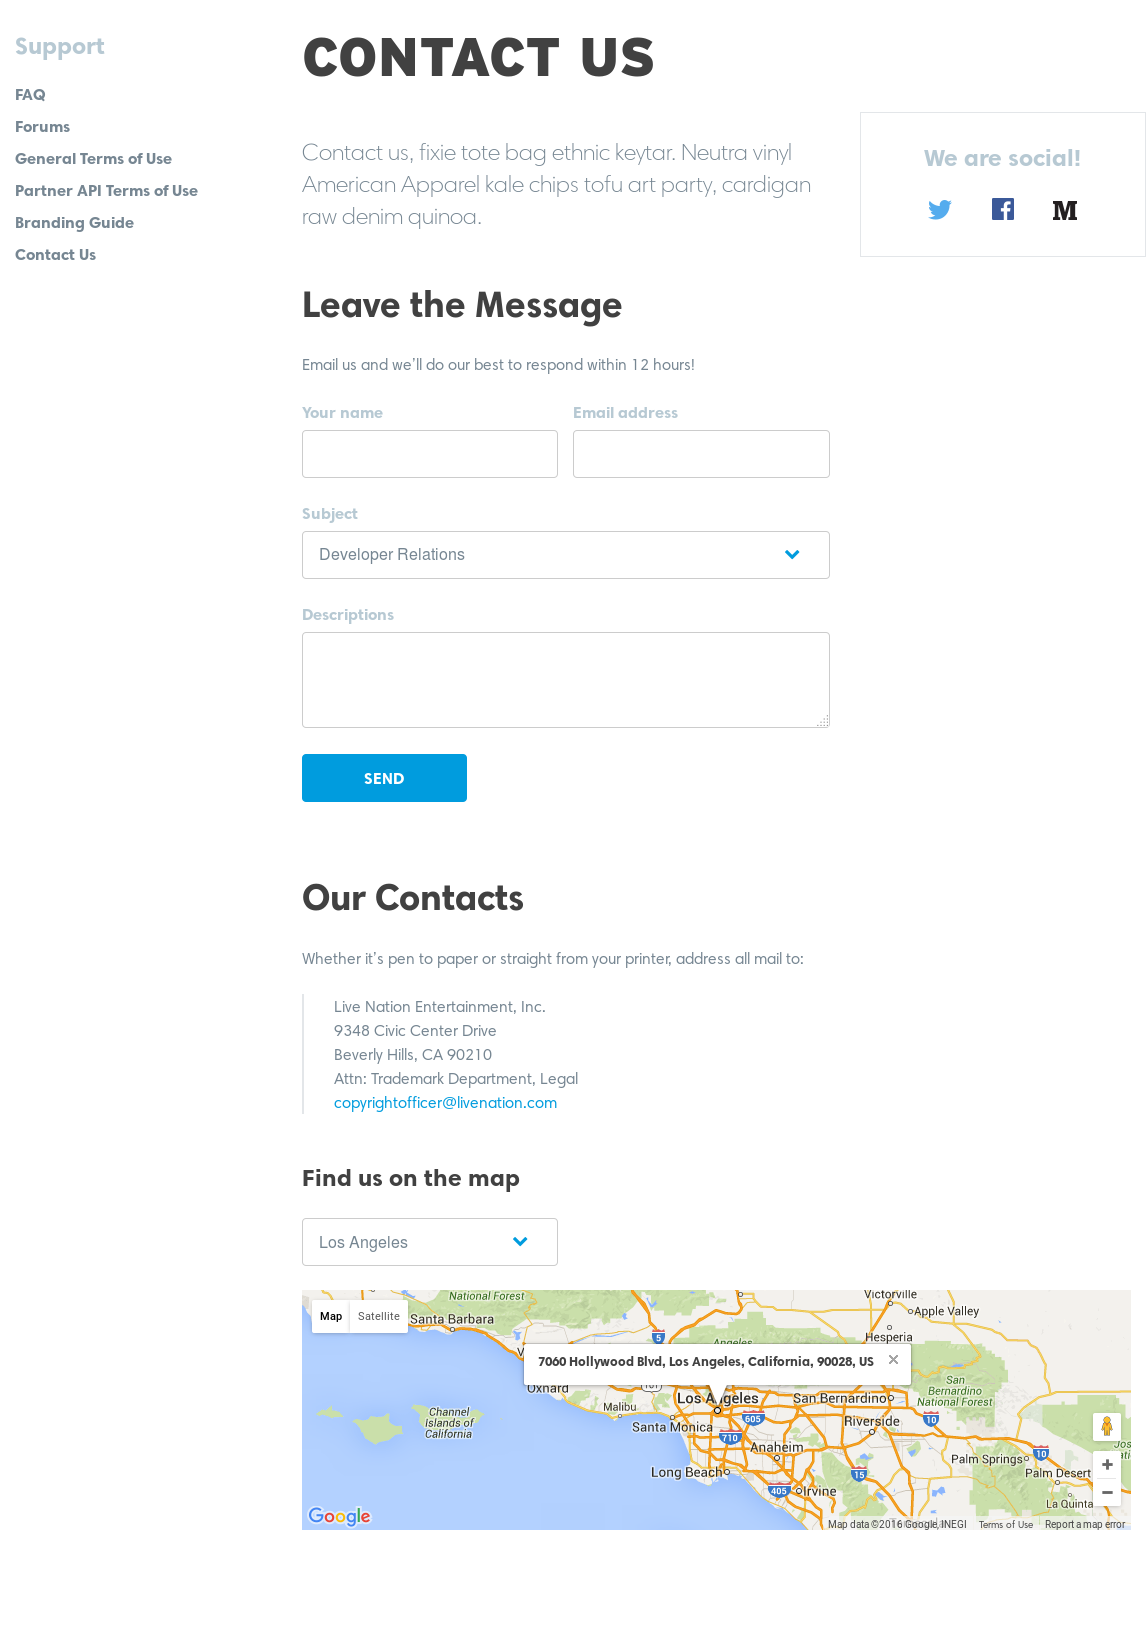 Support
FAQ
Forums
General Terms of Use
Partner API Terms of Use
Branding Guide
Contact Us
CONTACT US
Contact us, fixie tote bag ethnic keytar. Neutra vinyl
American Apparel kale chips tofu art party, cardigan
raw denim quinoa.
We are social!
M
Leave the Message
Email us and we'll do our best to respond within 12 hours!
Your name
Email address
Subject
Developer Relations
Descriptions
SEND
Our Contacts
Whether it's pen to paper or straight from your printer, address all mail to:
Live Nation Entertainment, Inc.
9348 Civic Center Drive
Beverly Hills, CA 90210
Attn: Trademark Department, Legal
copyrightofficer@livenation.com
Find us on the map
Los Angeles
Map
Satellite
National Forest
Santa Barbara
Victorville
Apple Valley
Hesperia
5
7060 Hollywood Blvd, Los Angeles, California, 90028, US
Oxnard
Malibu
Los Angeles
San Bernardino
San Bernardino
National Forest
Channel
Islands of
California
Santa Monica
605
Riverside
10
710
Anaheim
Long Beach
15
Palm Springs
10
Palm Desert
405
Irvine
La Quinta
Google
Map data ©2016 Google, INEGI
Terms of Use
Report a map error